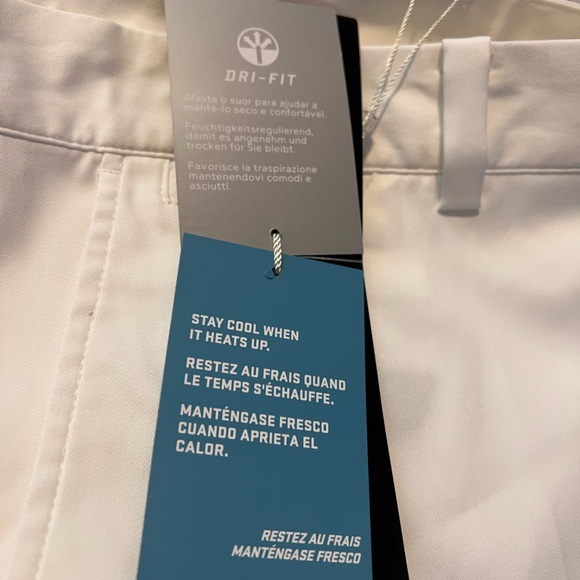 DRI-FIT
Afasta o suor para ajudar a
mantê-lo seco e confortável.
Feuchtigkeitsregulierend,
damit es angenehm und
trocken für Sie bleibt.
Favorisce la traspirazione
mantenendovi comodi e
asciutti.
STAY COOL WHEN
IT HEATS UP.
RESTEZ AU FRAIS QUAND
LE TEMPS S'ÉCHAUFFE.
MANTÉNGASE FRESCO
CUANDO APRIETA EL
CALOR.
RESTEZ AU FRAIS
MANTÉNGASE FRESCO